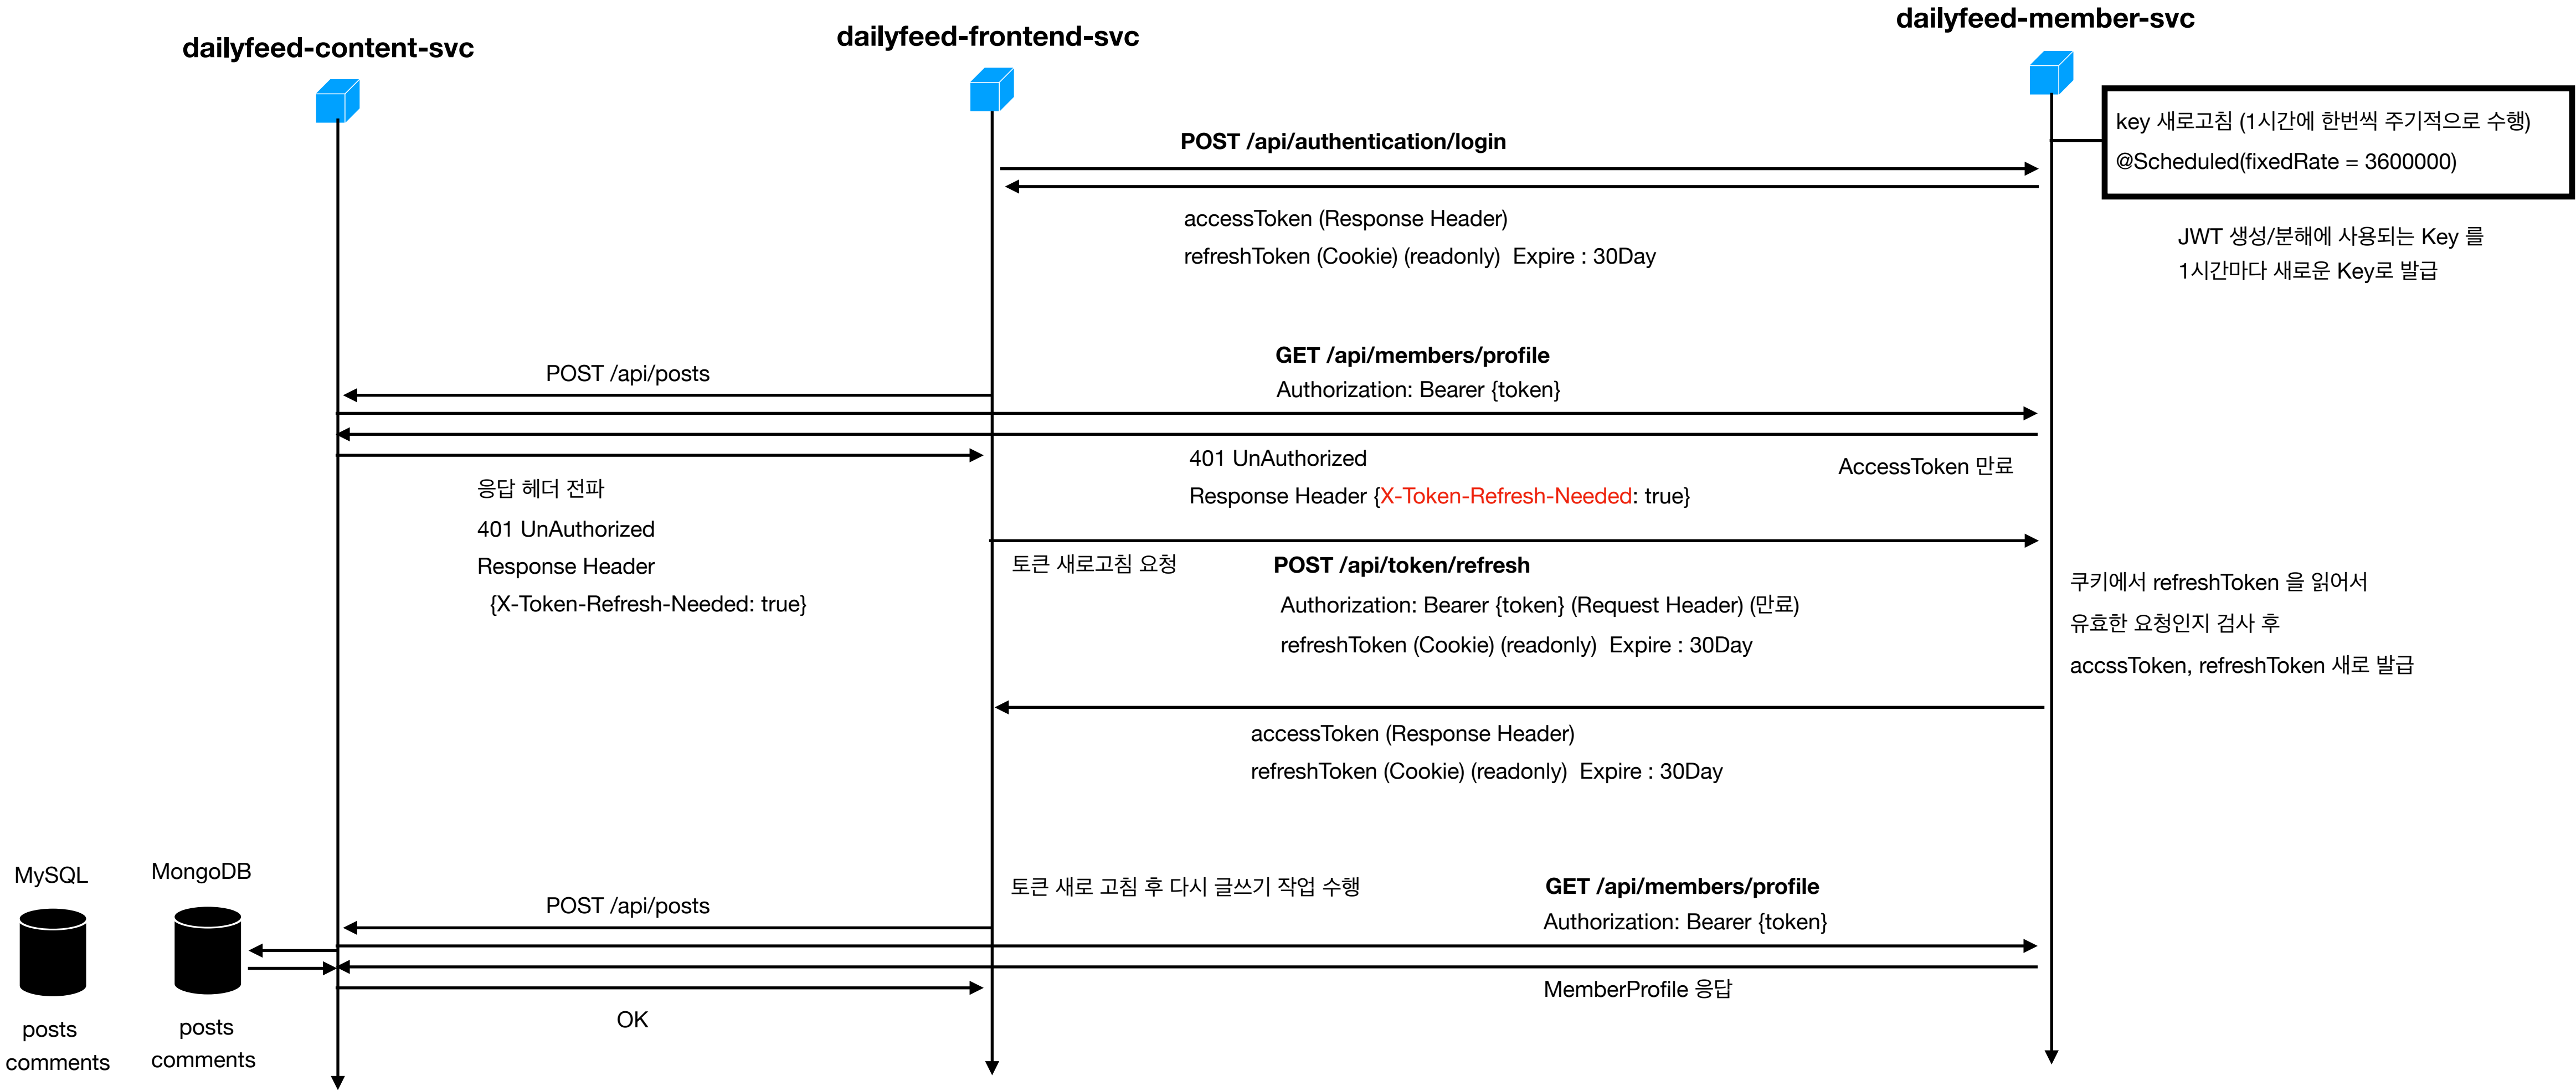 dailyfeed-content-svc
dailyfeed-frontend-svc
dailyfeed-member-svc
key 새로고침 (1시간에 한번씩 주기적으로 수행)
@Scheduled(fixedRate = 3600000)
JWT 생성/분해에 사용되는 Key 를
1시간마다 새로운 Key로 발급
POST /api/authentication/login
accessToken (Response Header)
refreshToken (Cookie) (readonly)  Expire : 30Day
POST /api/posts
GET /api/members/profile
Authorization: Bearer {token}
401 UnAuthorized
Response Header {X-Token-Refresh-Needed: true}
AccessToken 만료
응답 헤더 전파
401 UnAuthorized
Response Header
{X-Token-Refresh-Needed: true}
토큰 새로고침 요청
POST /api/token/refresh
Authorization: Bearer {token} (Request Header) (만료)
refreshToken (Cookie) (readonly)  Expire : 30Day
쿠키에서 refreshToken 을 읽어서
유효한 요청인지 검사 후
accssToken, refreshToken 새로 발급
accessToken (Response Header)
refreshToken (Cookie) (readonly)  Expire : 30Day
MySQL
posts
comments
MongoDB
posts
comments
POST /api/posts
토큰 새로 고침 후 다시 글쓰기 작업 수행
GET /api/members/profile
Authorization: Bearer {token}
MemberProfile 응답
OK